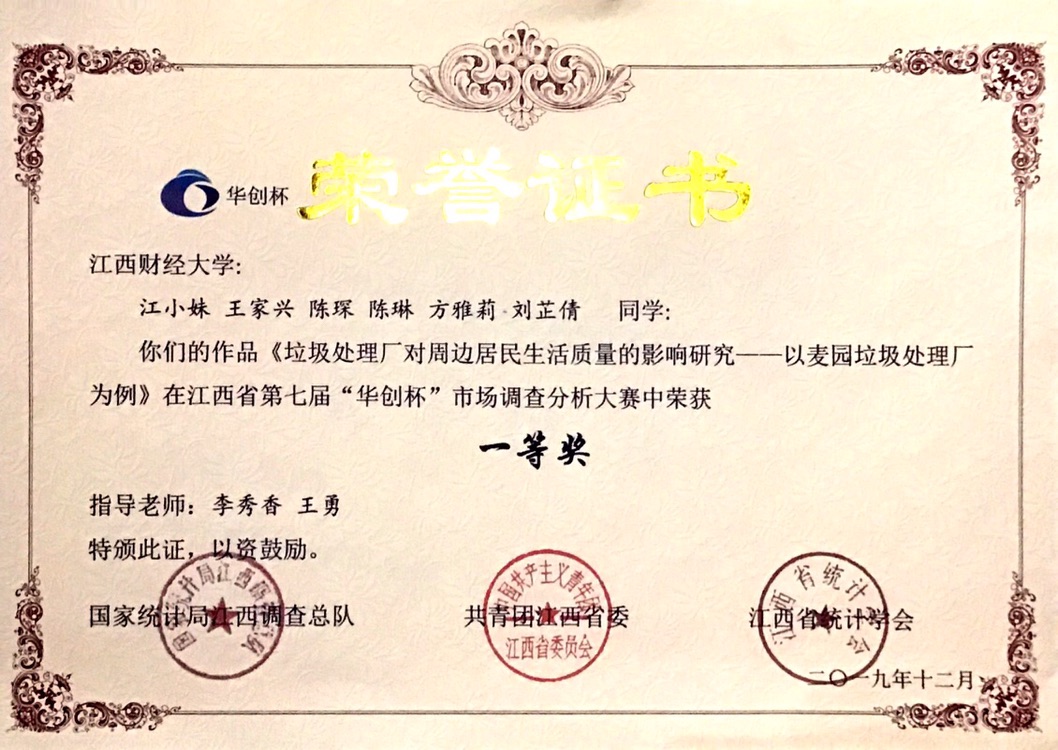 华创杯 荣誉证书
江西财经大学:
江小妹 王家兴 陈琛 陈琳 方雅莉 刘芷倩 同学:
你们的作品《垃圾处理厂对周边居民生活质量的影响研究——以麦园垃圾处理厂
为例》在江西省第七届“华创杯”市场调查分析大赛中荣获
一等奖
指导老师：李秀香 王勇
特颁此证，以资鼓励。
国家统计局江西调查总队 共青团江西省委 江西省统计学会
国家统计局江西调查总队
中国共产主义青年团
江西省委员会
江西省统计学会
二〇一九年十二月